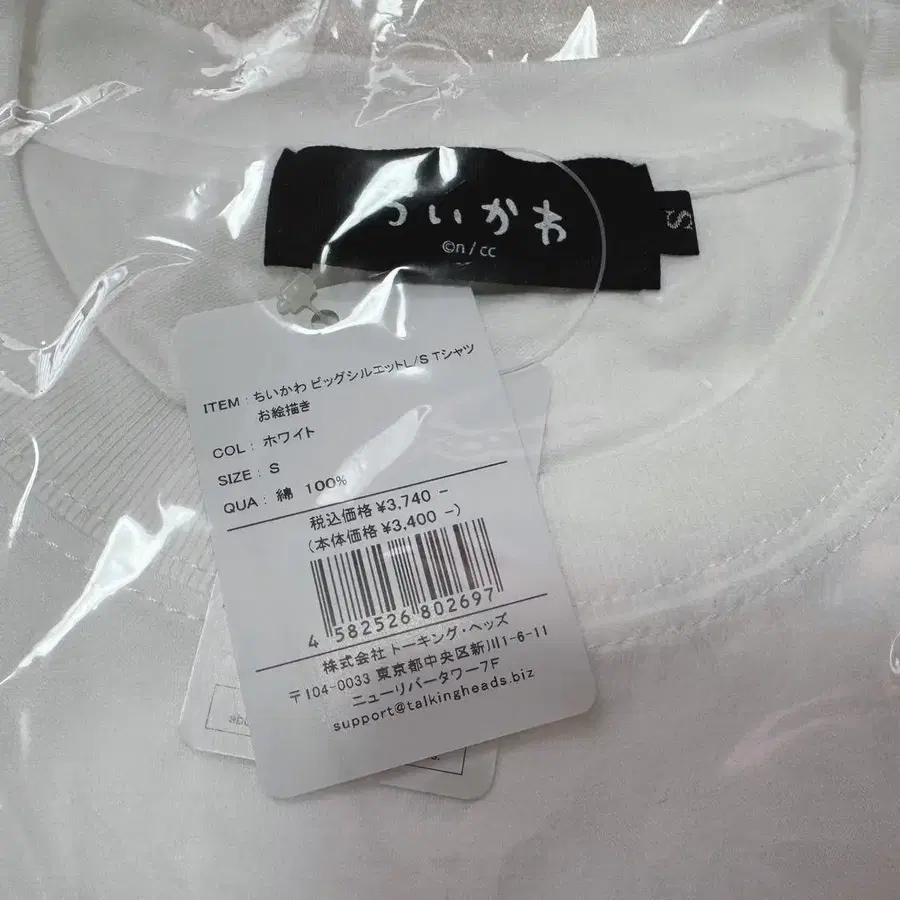 ちいかわ
©n / cc
S
ITEM : ちいかわ ビッグシルエットL/S Tシャツ
お絵描き
COL : ホワイト
SIZE : S
QUA : 綿 100%
税込価格 ¥3,740 -
(本体価格 ¥3,400 -)
4 582526 802697
株式会社 トーキング・ヘッズ
〒104-0033 東京都中央区新川1-6-11
ニューリバータワー7F
support@talkingheads.biz